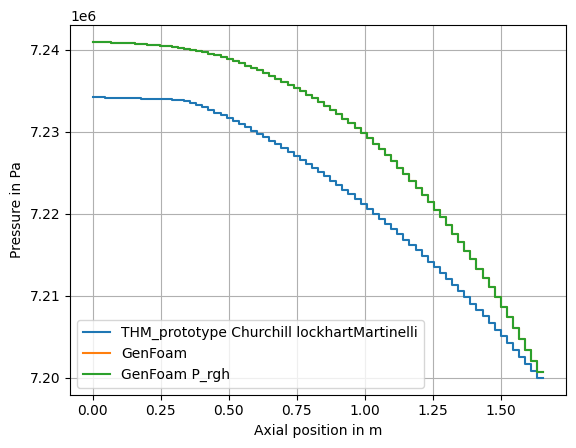 1e6
7.24
7.23
7.22
7.21
7.20
Pressure in Pa
THM_prototype Churchill lockhartMartinelli
GenFoam
GenFoam P_rgh
0.00 0.25 0.50 0.75 1.00 1.25 1.50
Axial position in m